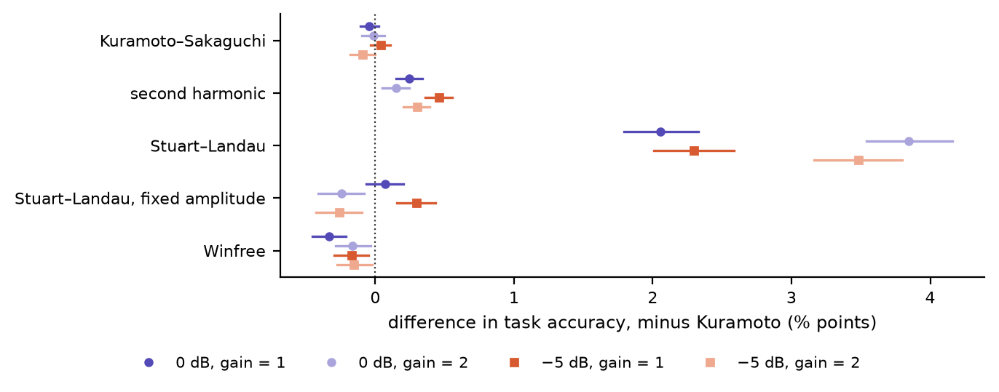 Kuramoto–Sakaguchi
second harmonic
Stuart–Landau
Stuart–Landau, fixed amplitude
Winfree
0 1 2 3 4
difference in task accuracy, minus Kuramoto (% points)
0 dB, gain = 1 0 dB, gain = 2 −5 dB, gain = 1 −5 dB, gain = 2